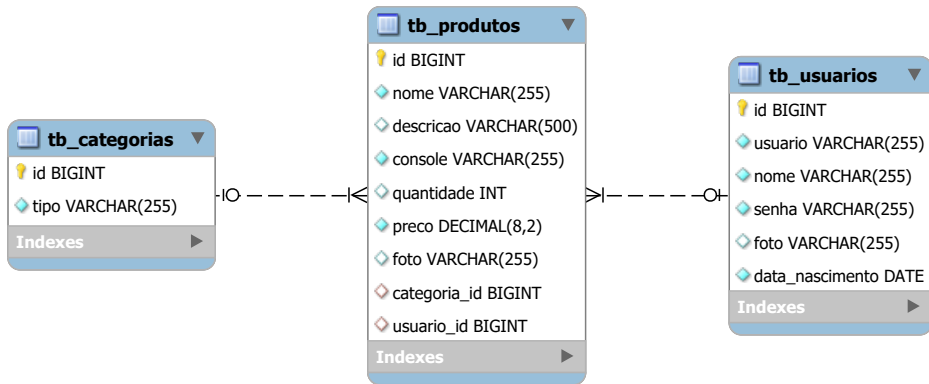 tb_categorias
id BIGINT
tipo VARCHAR(255)
Indexes
tb_produtos
id BIGINT
nome VARCHAR(255)
descricao VARCHAR(500)
console VARCHAR(255)
quantidade INT
preco DECIMAL(8,2)
foto VARCHAR(255)
categoria_id BIGINT
usuario_id BIGINT
Indexes
tb_usuarios
id BIGINT
usuario VARCHAR(255)
nome VARCHAR(255)
senha VARCHAR(255)
foto VARCHAR(255)
data_nascimento DATE
Indexes